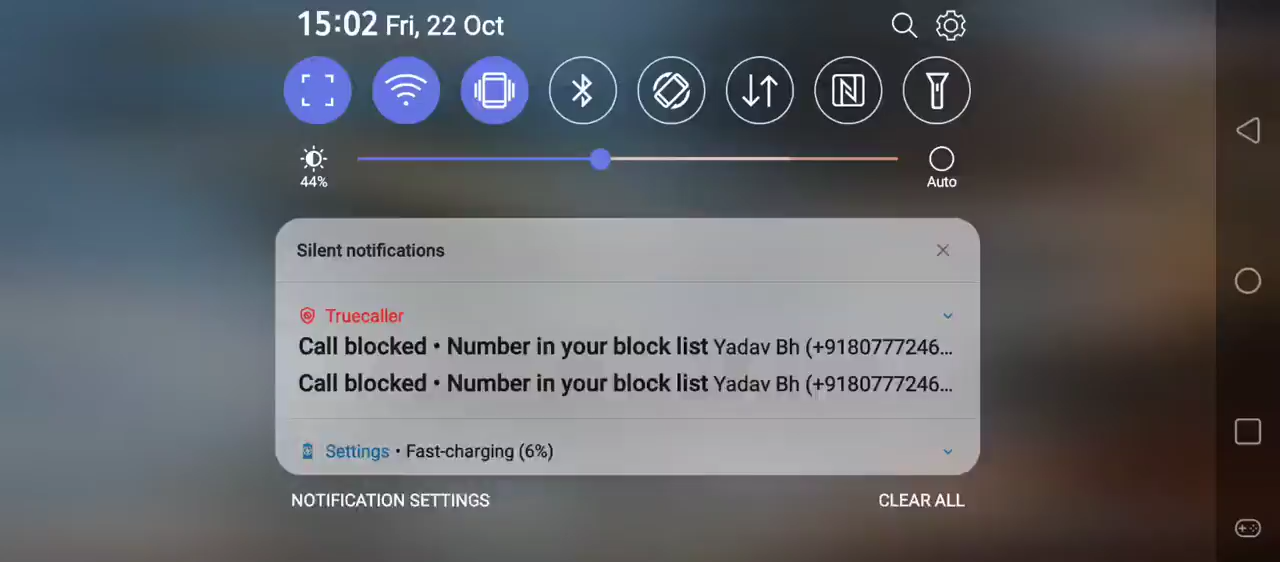 15:02 Fri, 22 Oct
44%
Auto
Silent notifications
Truecaller
Call blocked • Number in your block list Yadav Bh (+9180777246...
Call blocked • Number in your block list Yadav Bh (+9180777246...
Settings • Fast-charging (6%)
NOTIFICATION SETTINGS
CLEAR ALL